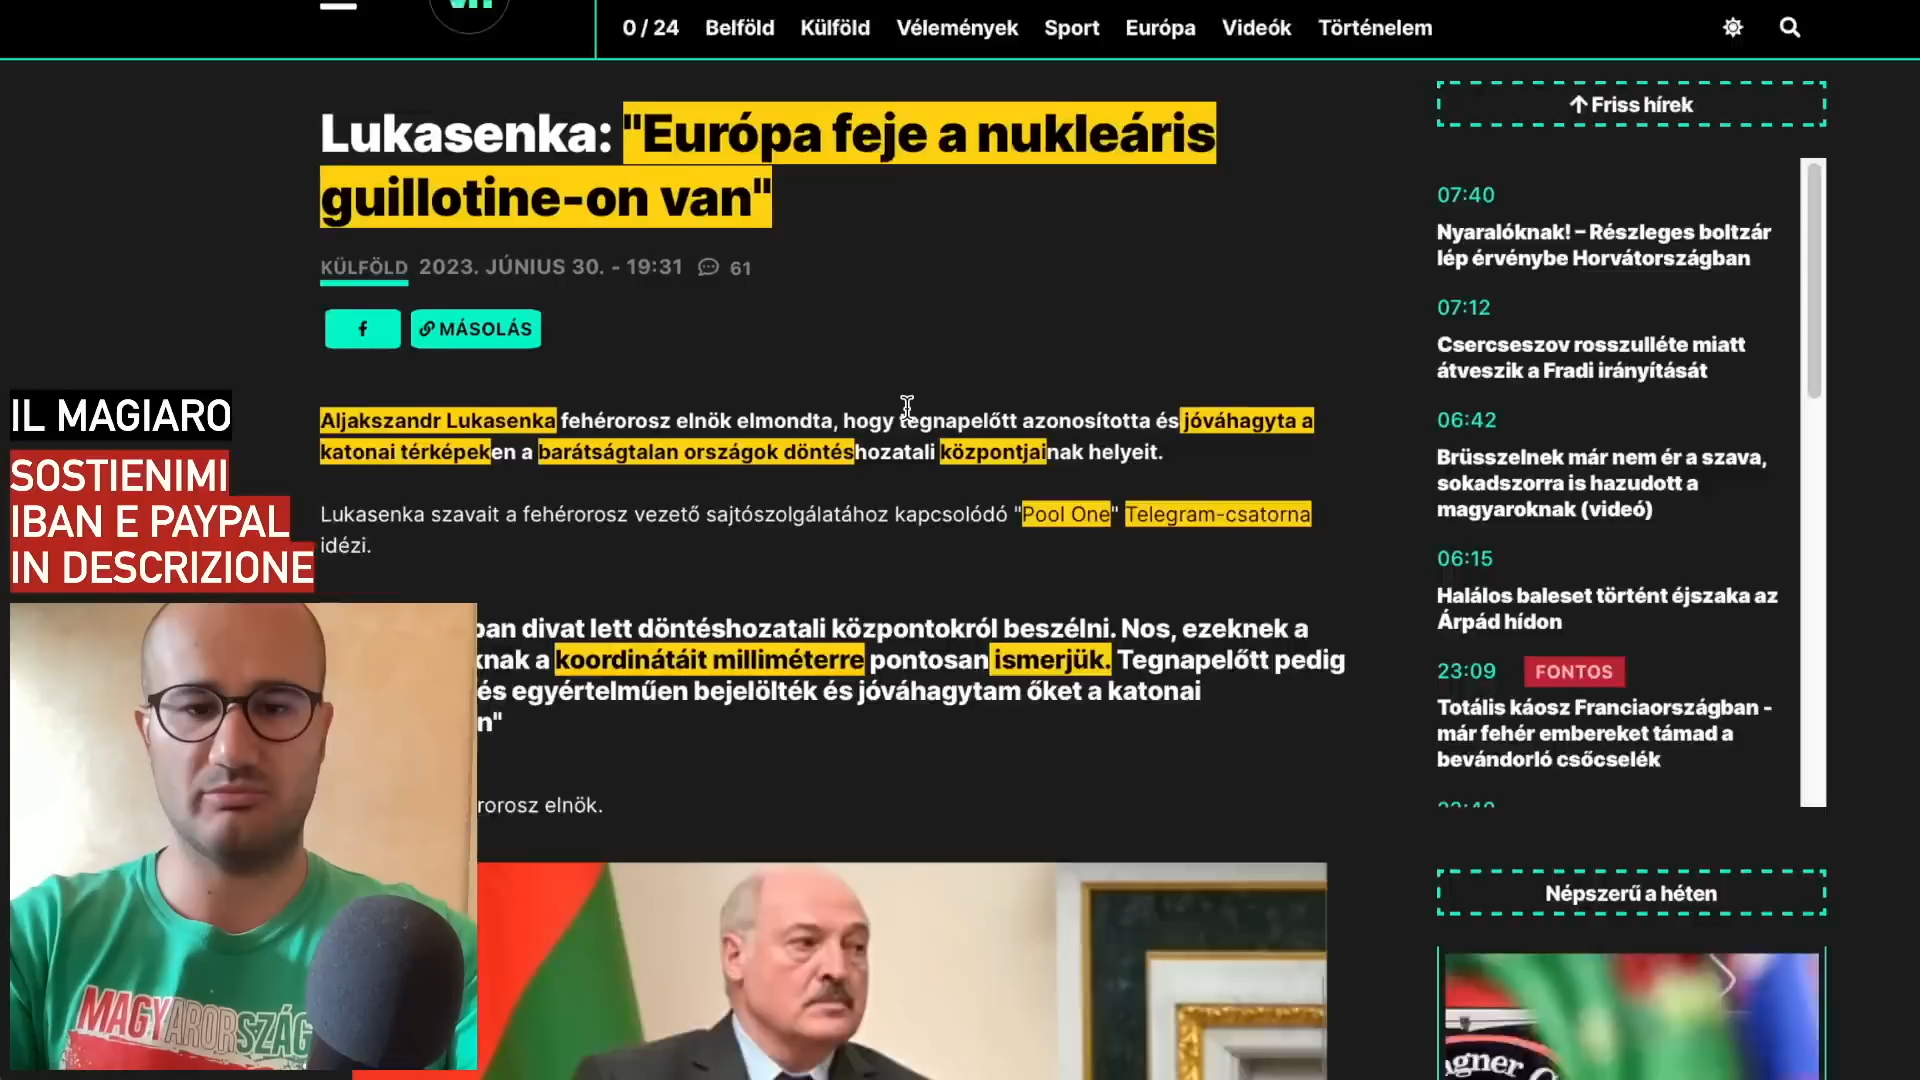 0 / 24 Belföld Külföld Vélemények Sport Európa Videók Történelem
Lukasenka: "Európa feje a nukleáris
guillotine-on van"
KÜLFÖLD 2023. JÚNIUS 30. - 19:31 61
f MÁSOLÁS
Aljakszandr Lukasenka fehérorosz elnök elmondta, hogy tegnapelőtt azonosította és jóváhagyta a
katonai térképeken a barátságtalan országok döntéshozatali központjainak helyeit.
Lukasenka szavait a fehérorosz vezető sajtószolgálatához kapcsolódó "Pool One" Telegram-csatorna
idézi.
ban divat lett döntéshozatali központokról beszélni. Nos, ezeknek a
knak a koordinátáit milliméterre pontosan ismerjük. Tegnapelőtt pedig
és egyértelműen bejelölték és jóváhagytam őket a katonai
n"
rorosz elnök.
IL MAGIARO
SOSTIENIMI
IBAN E PAYPAL
IN DESCRIZIONE
MAGYARORSZÁG
Friss hírek
07:40
Nyaralóknak! – Részleges boltzár
lép érvénybe Horvátországban
07:12
Csercseszov rosszulléte miatt
átveszik a Fradi irányítását
06:42
Brüsszelnek már nem ér a szava,
sokadszorra is hazudott a
magyaroknak (videó)
06:15
Halálos baleset történt éjszaka az
Árpád hídon
23:09 FONTOS
Totális káosz Franciaországban -
már fehér embereket támad a
bevándorló csőcselék
Népszerű a héten
agner